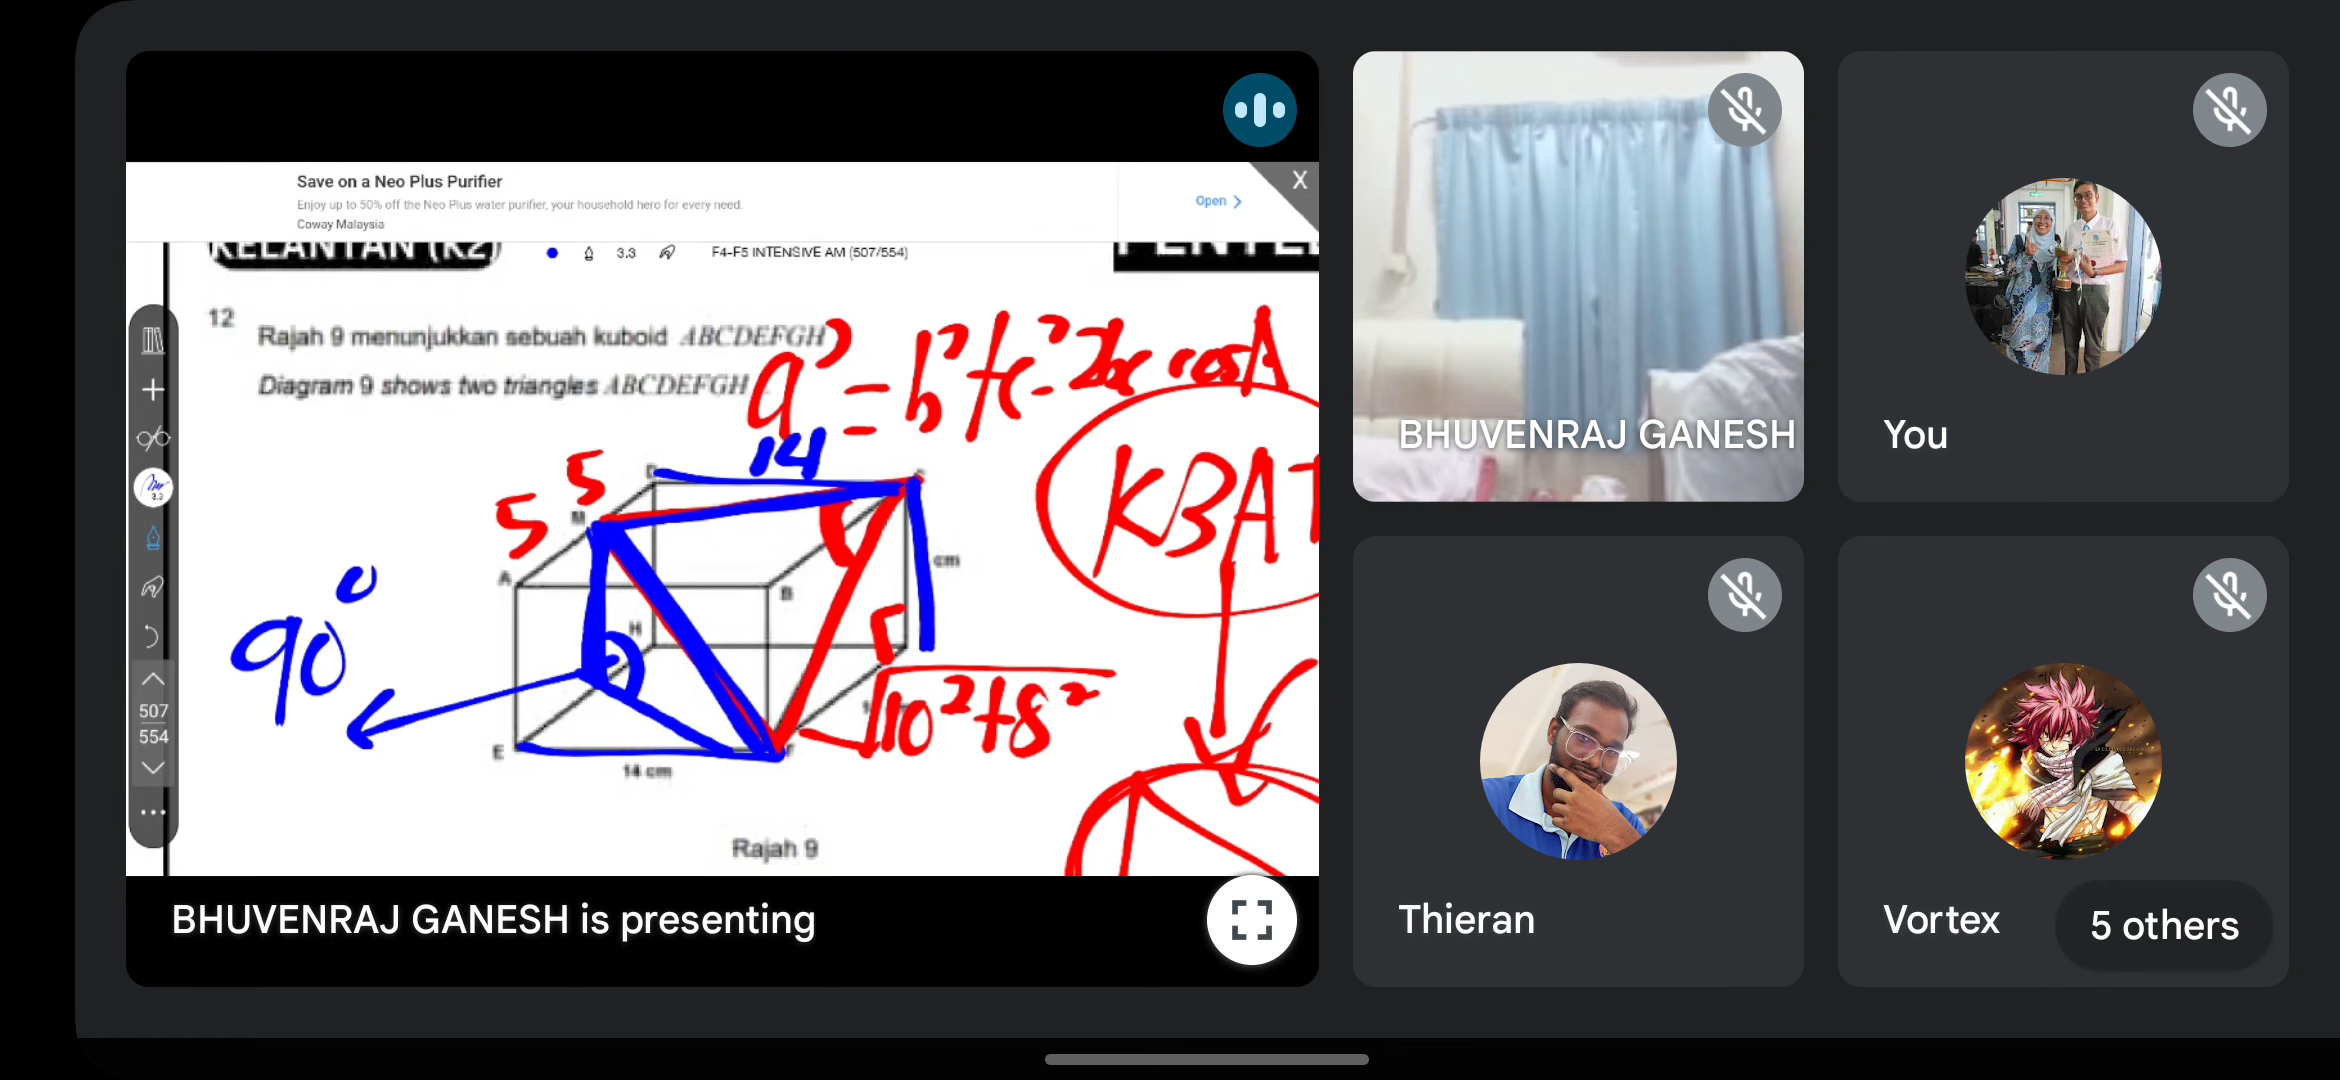 Save on a Neo Plus Purifier
Enjoy up to 50% off the Neo Plus water purifier, your household hero for every need.
Coway Malaysia
Open
X
KELANTAN (K2)
3.3
F4-F5 INTENSIVE AM (507/554)
12
Rajah 9 menunjukkan sebuah kuboid ABCDEFGH
Diagram 9 shows two triangles ABCDEFGH
a² = b² + c² - 2bc cos A
KBAT
14
5
5
D
C
M
A
B
cm
H
90°
E
F
14 cm
√10²+8²
Rajah 9
3.3
507
554
BHUVENRAJ GANESH is presenting
BHUVENRAJ GANESH
You
Thieran
Vortex
5 others